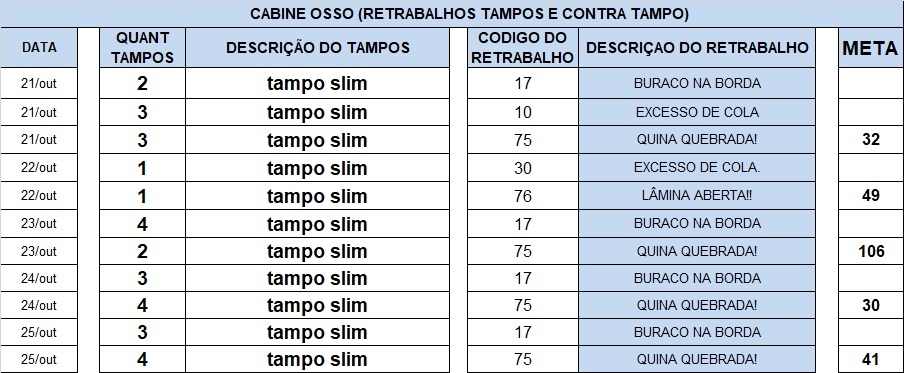 CABINE OSSO (RETRABALHOS TAMPOS E CONTRA TAMPO)
DATA QUANT TAMPOS DESCRIÇÃO DO TAMPOS CODIGO DO RETRABALHO DESCRIÇAO DO RETRABALHO META
21/out 2 tampo slim 17 BURACO NA BORDA
21/out 3 tampo slim 10 EXCESSO DE COLA
21/out 3 tampo slim 75 QUINA QUEBRADA! 32
22/out 1 tampo slim 30 EXCESSO DE COLA.
22/out 1 tampo slim 76 LÂMINA ABERTA!! 49
23/out 4 tampo slim 17 BURACO NA BORDA
23/out 2 tampo slim 75 QUINA QUEBRADA! 106
24/out 3 tampo slim 17 BURACO NA BORDA
24/out 4 tampo slim 75 QUINA QUEBRADA! 30
25/out 3 tampo slim 17 BURACO NA BORDA
25/out 4 tampo slim 75 QUINA QUEBRADA! 41